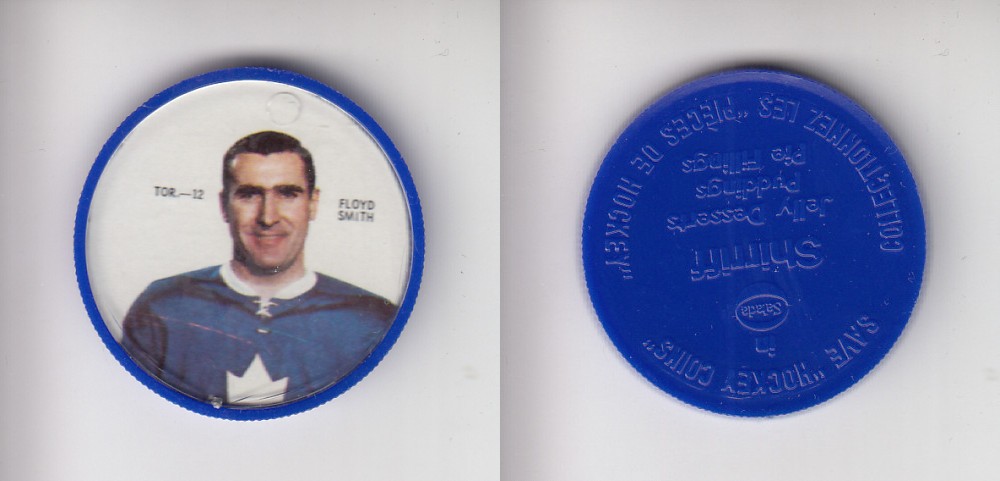 TOR.—12
FLOYD
SMITH
SAVE "HOCKEY COINS"
in
Salada
Shirriff
Jelly Desserts
Puddings
Pie Fillings
COLLECTIONNEZ LES "PIÈCES DE HOCKEY"